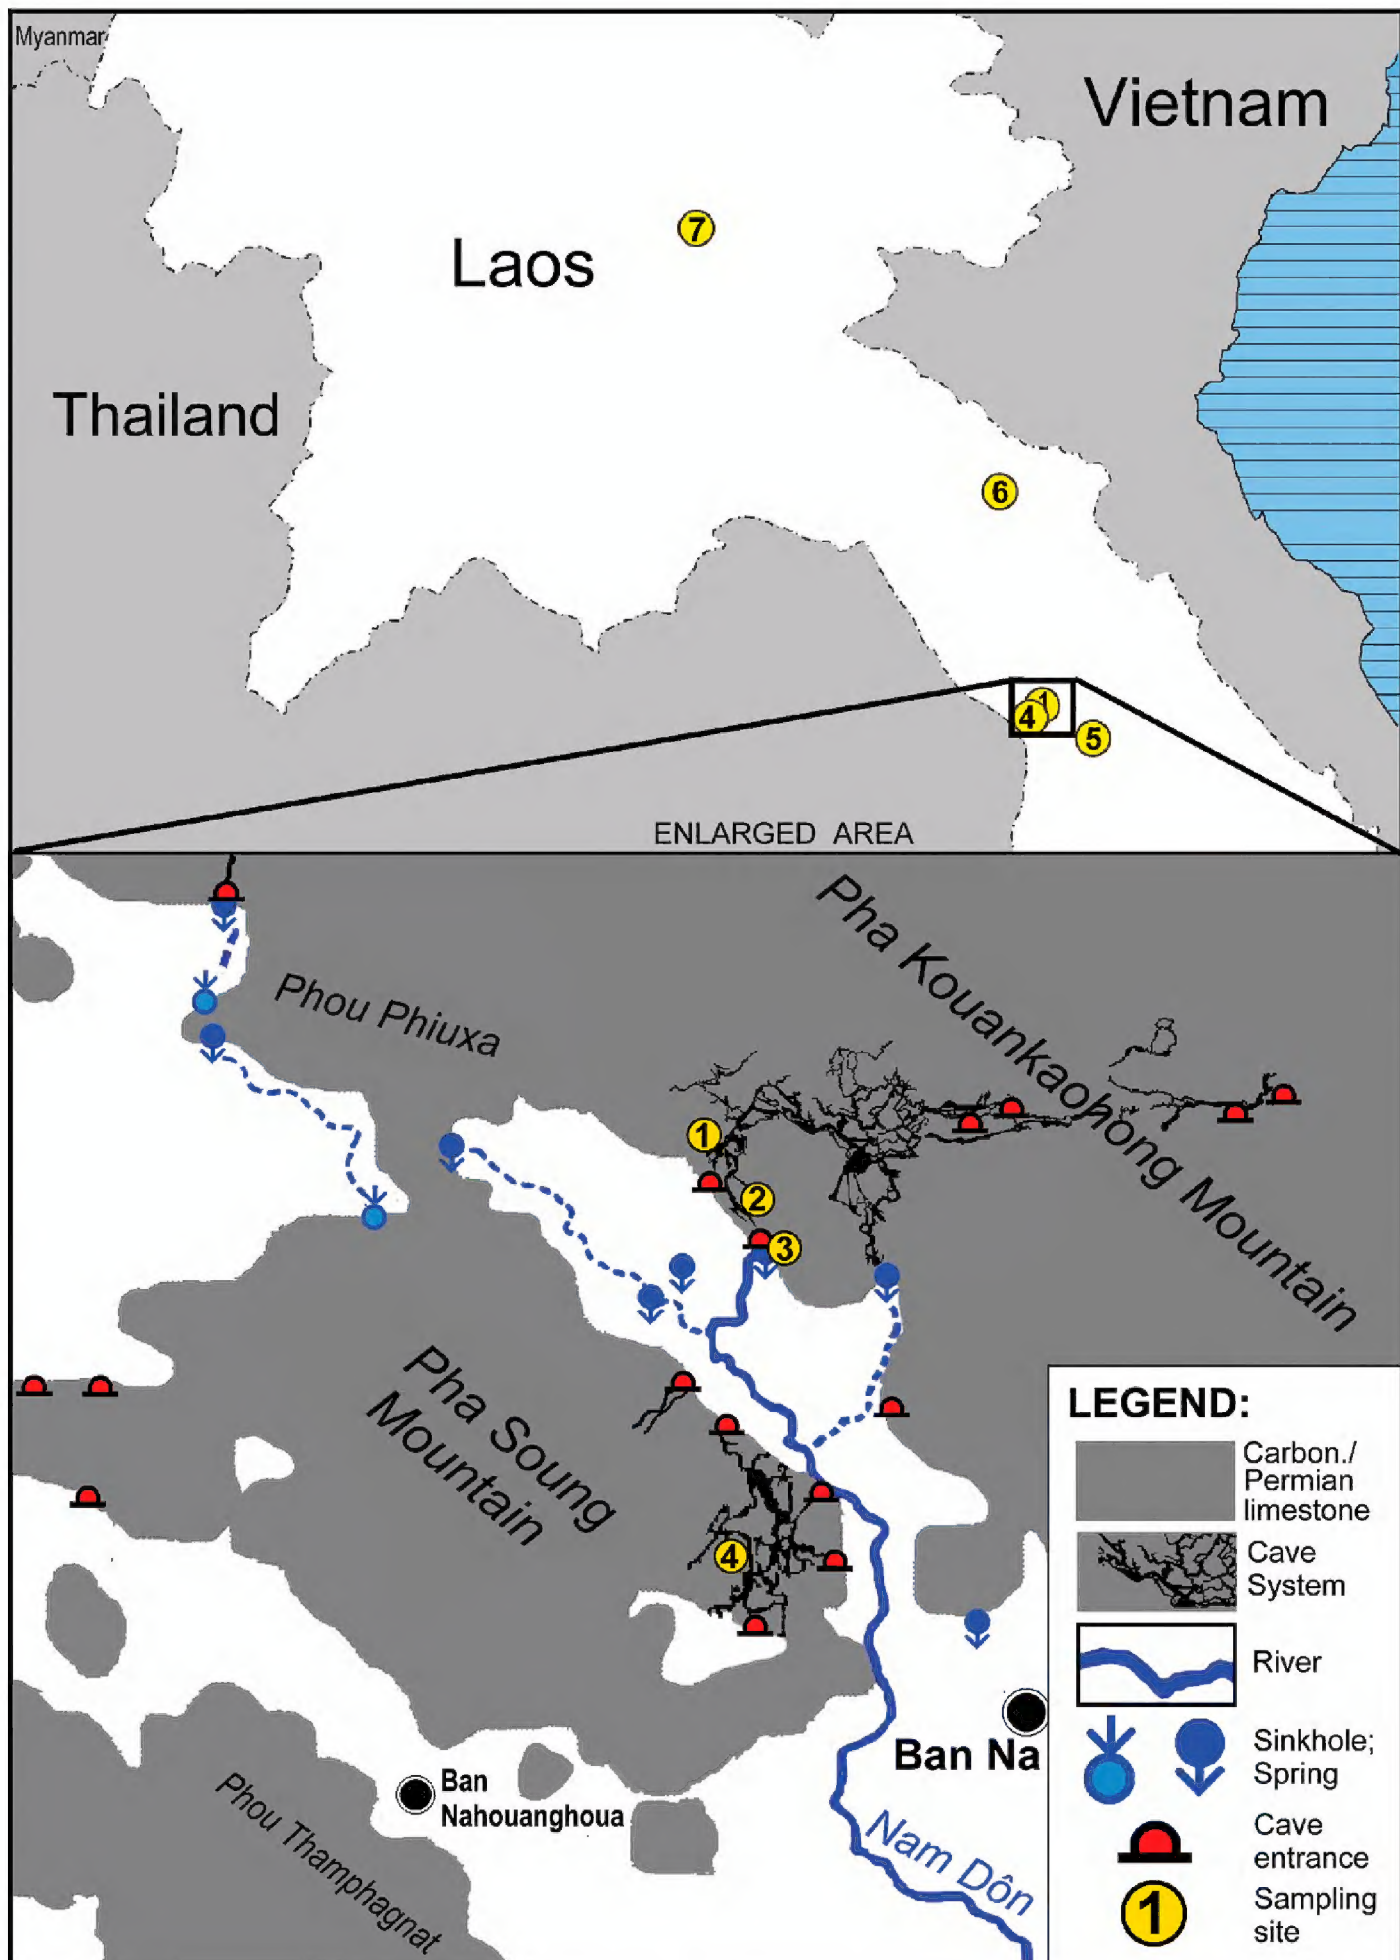 Myanmar
Vietnam
7
Laos
Thailand
6
1
4
5
ENLARGED AREA
Pha Kouankaohong Mountain
Phou Phiuxa
1
2
3
Pha Soung
Mountain
4
LEGEND:
Carbon./
Permian
limestone
Cave
System
River
Sinkhole;
Spring
Cave
entrance
1
Sampling
site
Ban Na
Ban
Nahouanghoua
Phou Thamphagnat
Nam Dôn